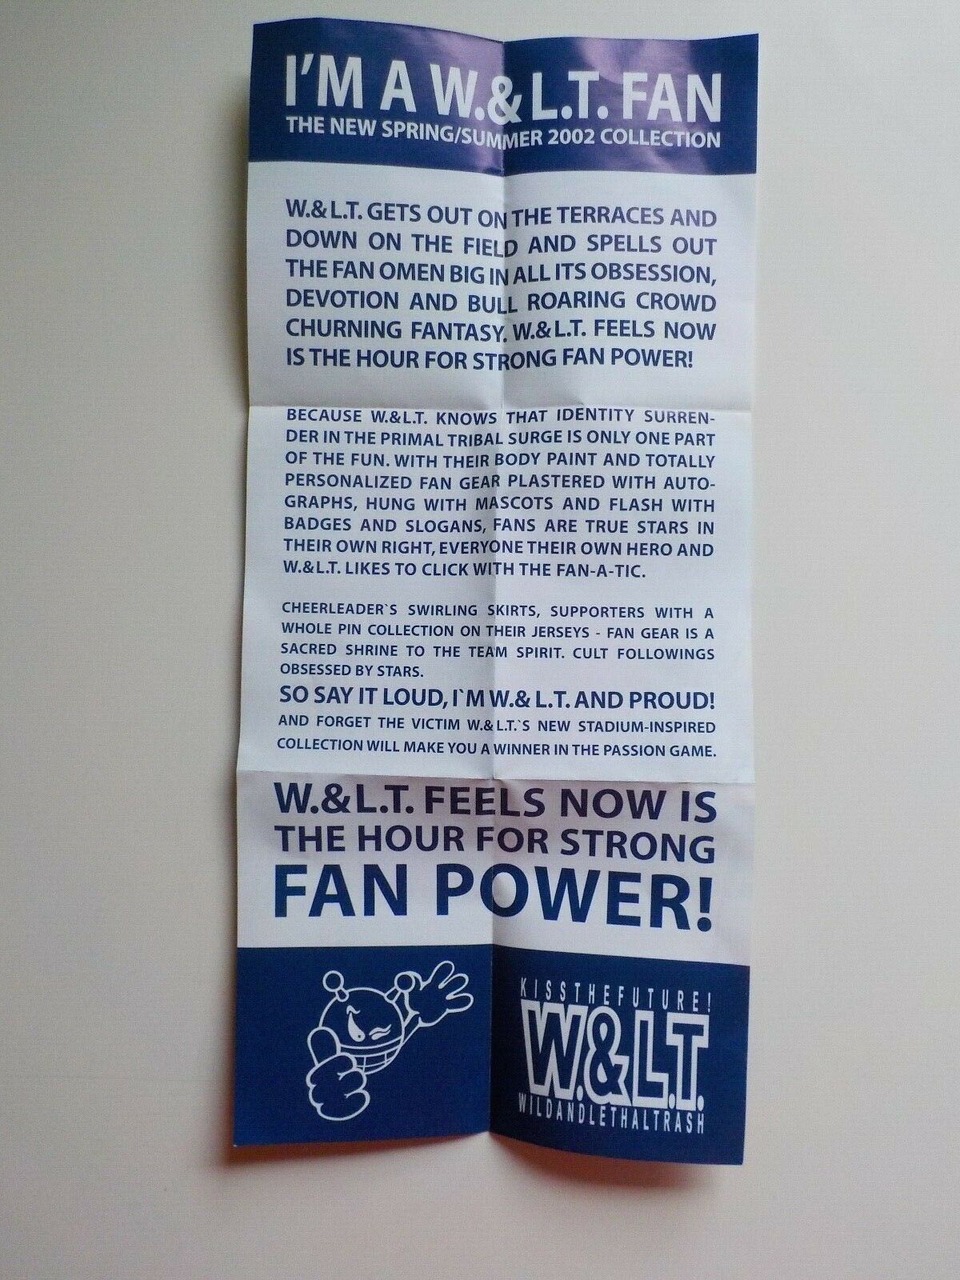 I'M A W.& L.T. FAN
THE NEW SPRING/SUMMER 2002 COLLECTION
W.& L.T. GETS OUT ON THE TERRACES AND
DOWN ON THE FIELD AND SPELLS OUT
THE FAN OMEN BIG IN ALL ITS OBSESSION,
DEVOTION AND BULL ROARING CROWD
CHURNING FANTASY. W.& L.T. FEELS NOW
IS THE HOUR FOR STRONG FAN POWER!
BECAUSE W.&L.T. KNOWS THAT IDENTITY SURREN-
DER IN THE PRIMAL TRIBAL SURGE IS ONLY ONE PART
OF THE FUN. WITH THEIR BODY PAINT AND TOTALLY
PERSONALIZED FAN GEAR PLASTERED WITH AUTO-
GRAPHS, HUNG WITH MASCOTS AND FLASH WITH
BADGES AND SLOGANS, FANS ARE TRUE STARS IN
THEIR OWN RIGHT, EVERYONE THEIR OWN HERO AND
W.&L.T. LIKES TO CLICK WITH THE FAN-A-TIC.
CHEERLEADER`S SWIRLING SKIRTS, SUPPORTERS WITH A
WHOLE PIN COLLECTION ON THEIR JERSEYS - FAN GEAR IS A
SACRED SHRINE TO THE TEAM SPIRIT. CULT FOLLOWINGS
OBSESSED BY STARS.
SO SAY IT LOUD, I`M W.& L.T. AND PROUD!
AND FORGET THE VICTIM W.&L.T.`S NEW STADIUM-INSPIRED
COLLECTION WILL MAKE YOU A WINNER IN THE PASSION GAME.
W.& L.T. FEELS NOW IS
THE HOUR FOR STRONG
FAN POWER!
KISSTHEFUTURE!
W.&L.T.
WILDANDLETHALTRASH